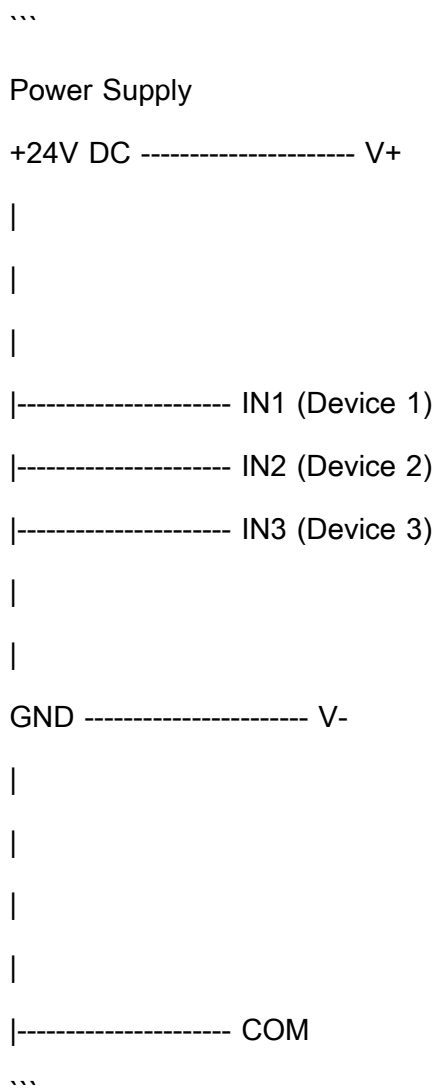 ```
Power Supply
+24V DC ---------------------- V+
|
|
|
|---------------------- IN1 (Device 1)
|---------------------- IN2 (Device 2)
|---------------------- IN3 (Device 3)
|
|
GND ----------------------- V-
|
|
|
|
|---------------------- COM
```